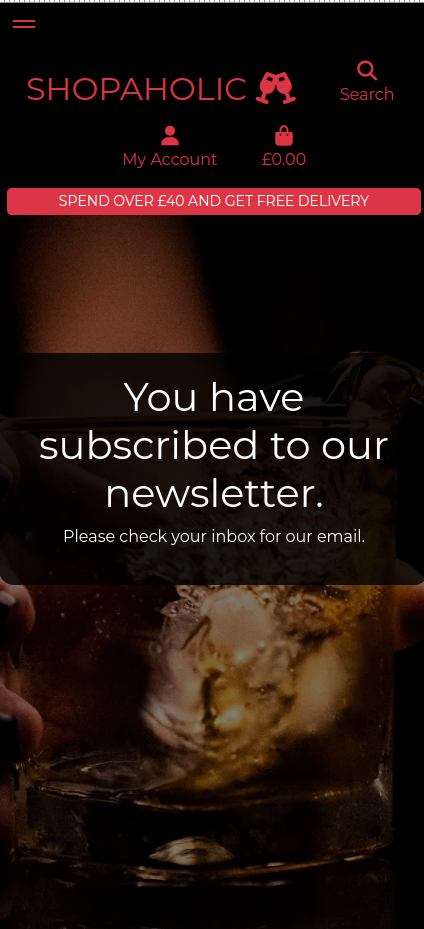 SHOPAHOLIC
Search
My Account
£0.00
SPEND OVER £40 AND GET FREE DELIVERY
You have
subscribed to our
newsletter.
Please check your inbox for our email.